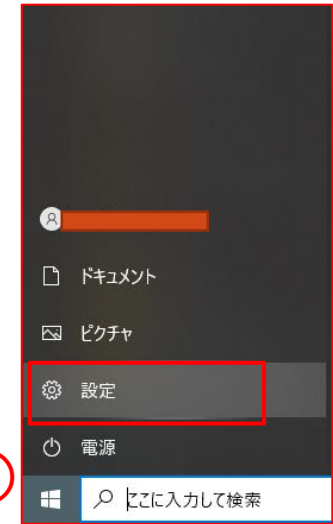 ドキュメント
ピクチャ
設定
電源
ここに入力して検索